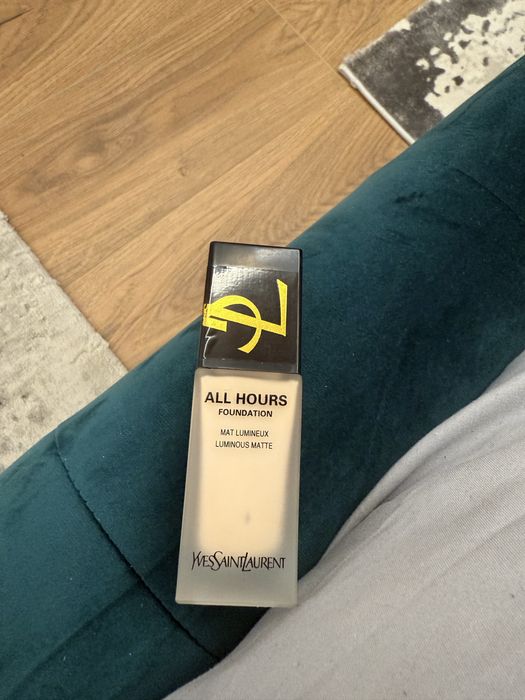 ALL HOURS
FOUNDATION
MAT LUMINEUX
LUMINOUS MATTE
YVESSAINTLAURENT